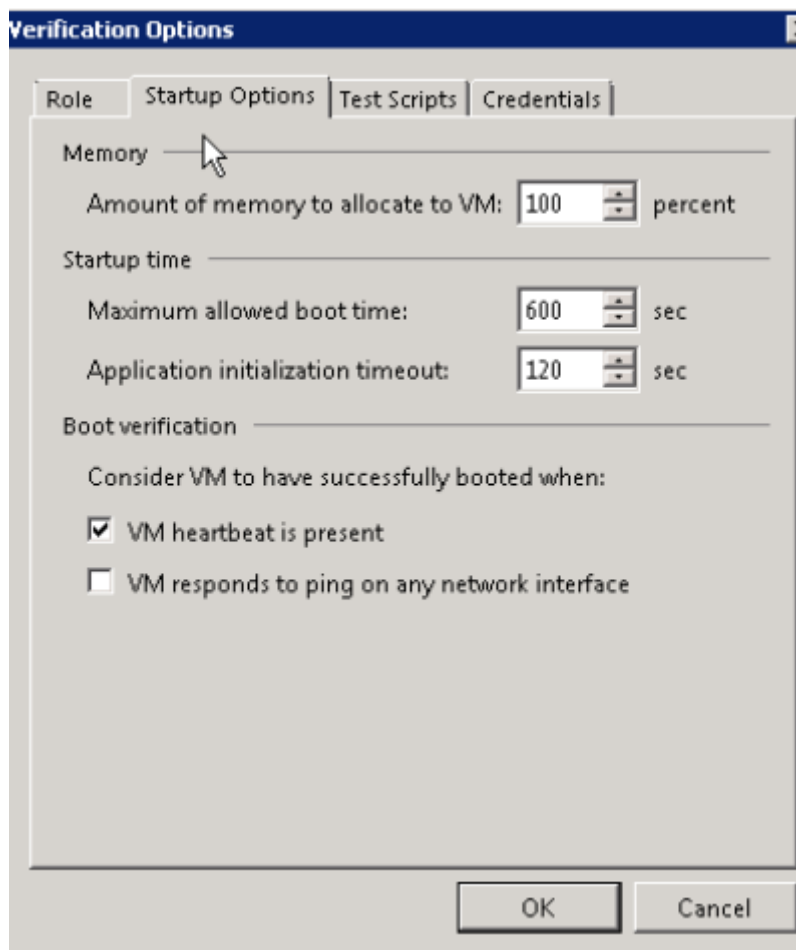 Verification Options
Role Startup Options Test Scripts Credentials
Memory
Amount of memory to allocate to VM: 100 percent
Startup time
Maximum allowed boot time: 600 sec
Application initialization timeout: 120 sec
Boot verification
Consider VM to have successfully booted when:
VM heartbeat is present
VM responds to ping on any network interface
OK Cancel